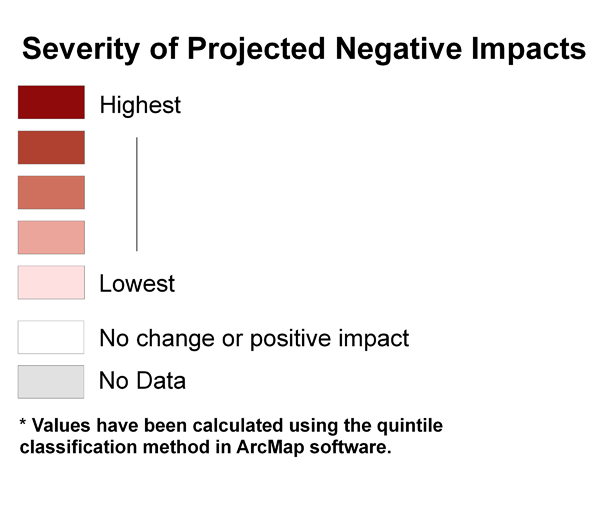 Severity of Projected Negative Impacts
Highest
Lowest
No change or positive impact
No Data
* Values have been calculated using the quintile
classification method in ArcMap software.